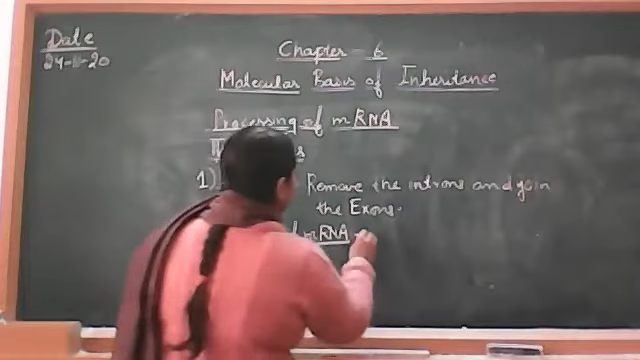 Date
24-11-20
Chapter - 6
Molecular Basis of Inheritance
Processing of mRNA
1) Remove the introns and join
the Exons.
mRNA